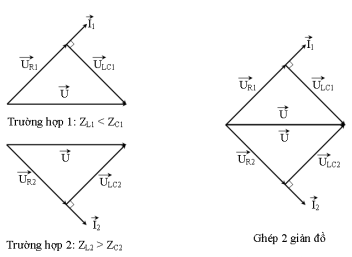 I₁
U_R1
U_LC1
U
Trường hợp 1: Z_L1 < Z_C1
U
U_R2
U_LC2
I₂
Trường hợp 2: Z_L2 > Z_C2
I₁
U_R1
U_LC1
U
U
U_R2
U_LC2
I₂
Ghép 2 giản đồ